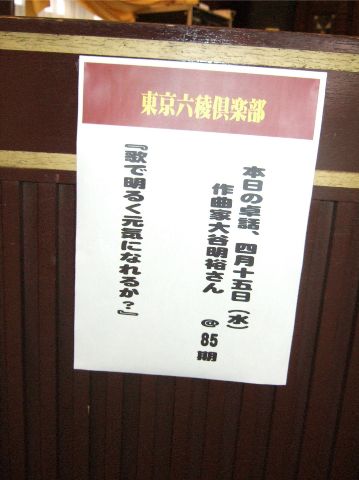 東京六稜倶楽部
本日の卓話、四月十五日（水）
作曲家大谷明裕さん　＠85期
『歌で明るく元気になれるか？』